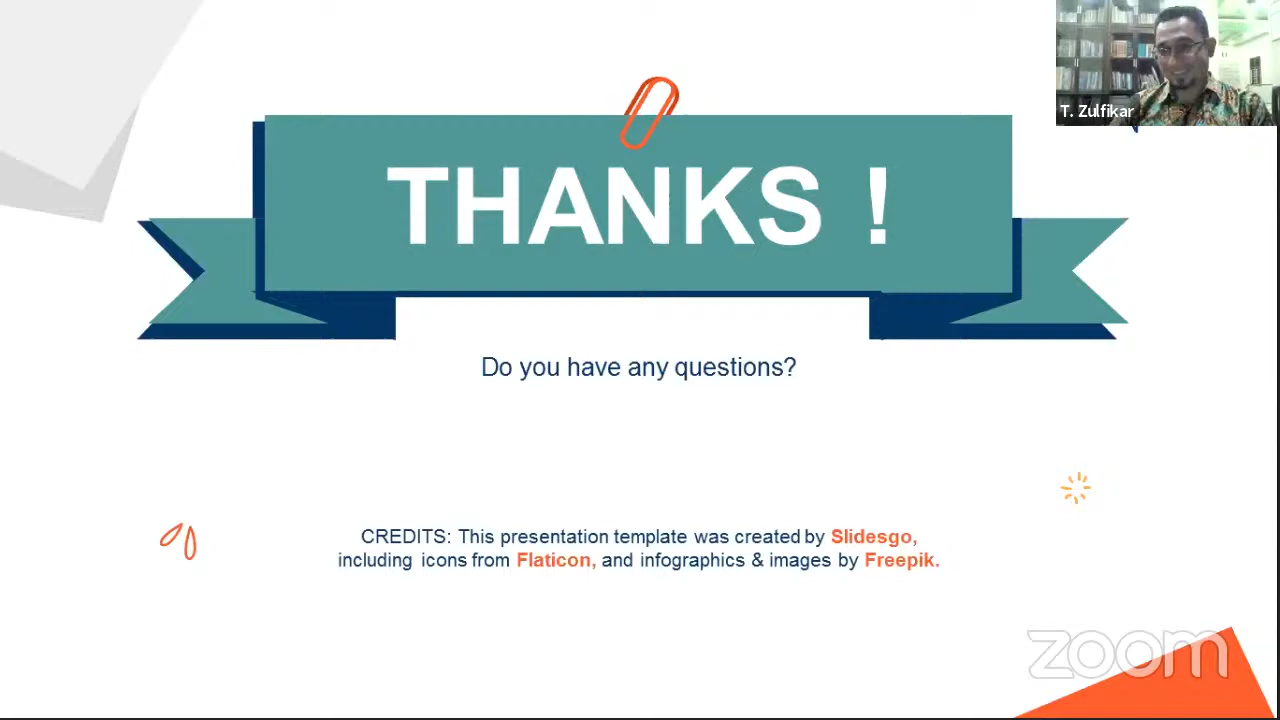 T. Zulfikar
THANKS !
Do you have any questions?
CREDITS: This presentation template was created by Slidesgo,
including icons from Flaticon, and infographics & images by Freepik.
zoom